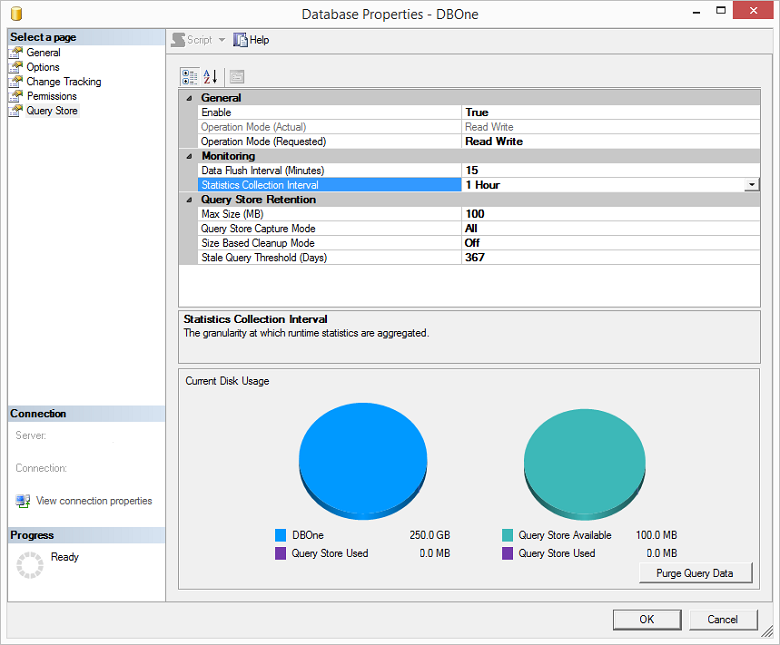 Database Properties - DBOne
Select a page
General
Options
Change Tracking
Permissions
Query Store
Script
Help
General
Enable True
Operation Mode (Actual) Read Write
Operation Mode (Requested) Read Write
Monitoring
Data Flush Interval (Minutes) 15
Statistics Collection Interval 1 Hour
Query Store Retention
Max Size (MB) 100
Query Store Capture Mode All
Size Based Cleanup Mode Off
Stale Query Threshold (Days) 367
Statistics Collection Interval
The granularity at which runtime statistics are aggregated.
Current Disk Usage
DBOne 250.0 GB
Query Store Used 0.0 MB
Query Store Available 100.0 MB
Query Store Used 0.0 MB
Purge Query Data
Connection
Server:
Connection:
View connection properties
Progress
Ready
OK
Cancel